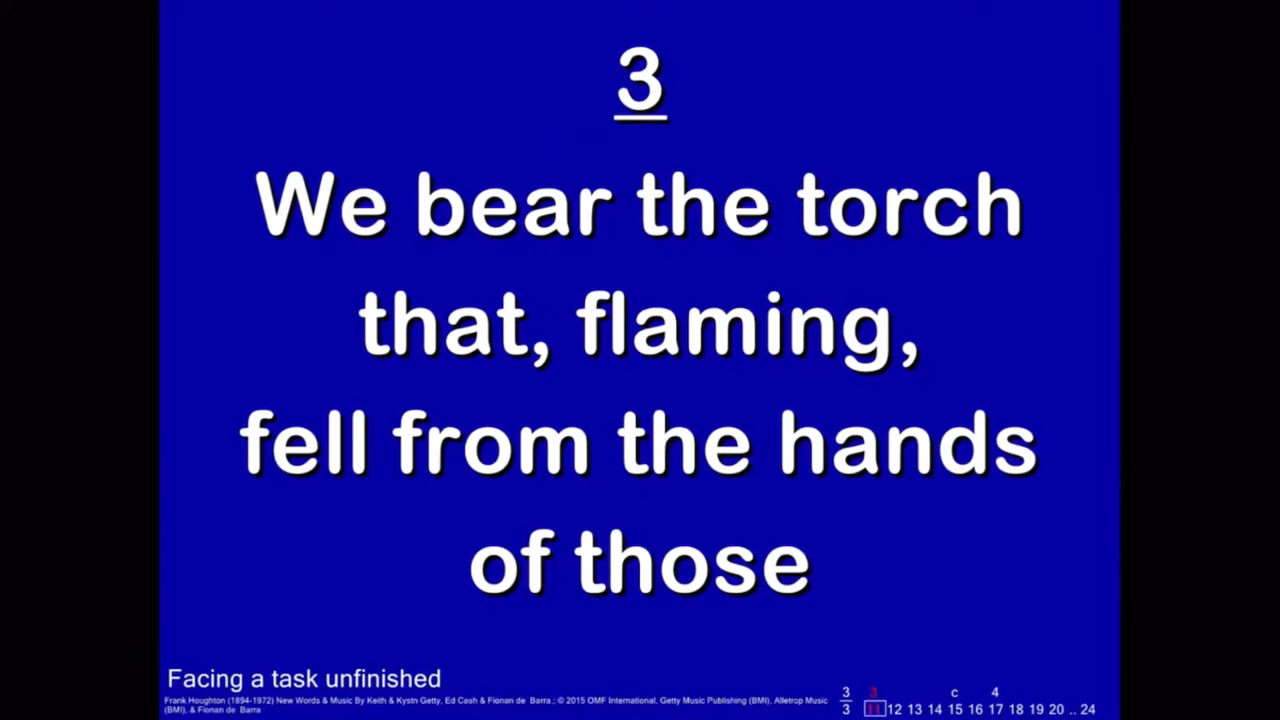 3
We bear the torch
that, flaming,
fell from the hands
of those
Facing a task unfinished
Frank Houghton (1894-1972) New Words & Music By Keith & Kystn Getty, Ed Cash & Fionan de Barra.; © 2015 OMF International, Getty Music Publishing (BMI), Alletrop Music
(BMI), & Fionan de Barra
3 3 c 4
3 11 12 13 14 15 16 17 18 19 20 .. 24